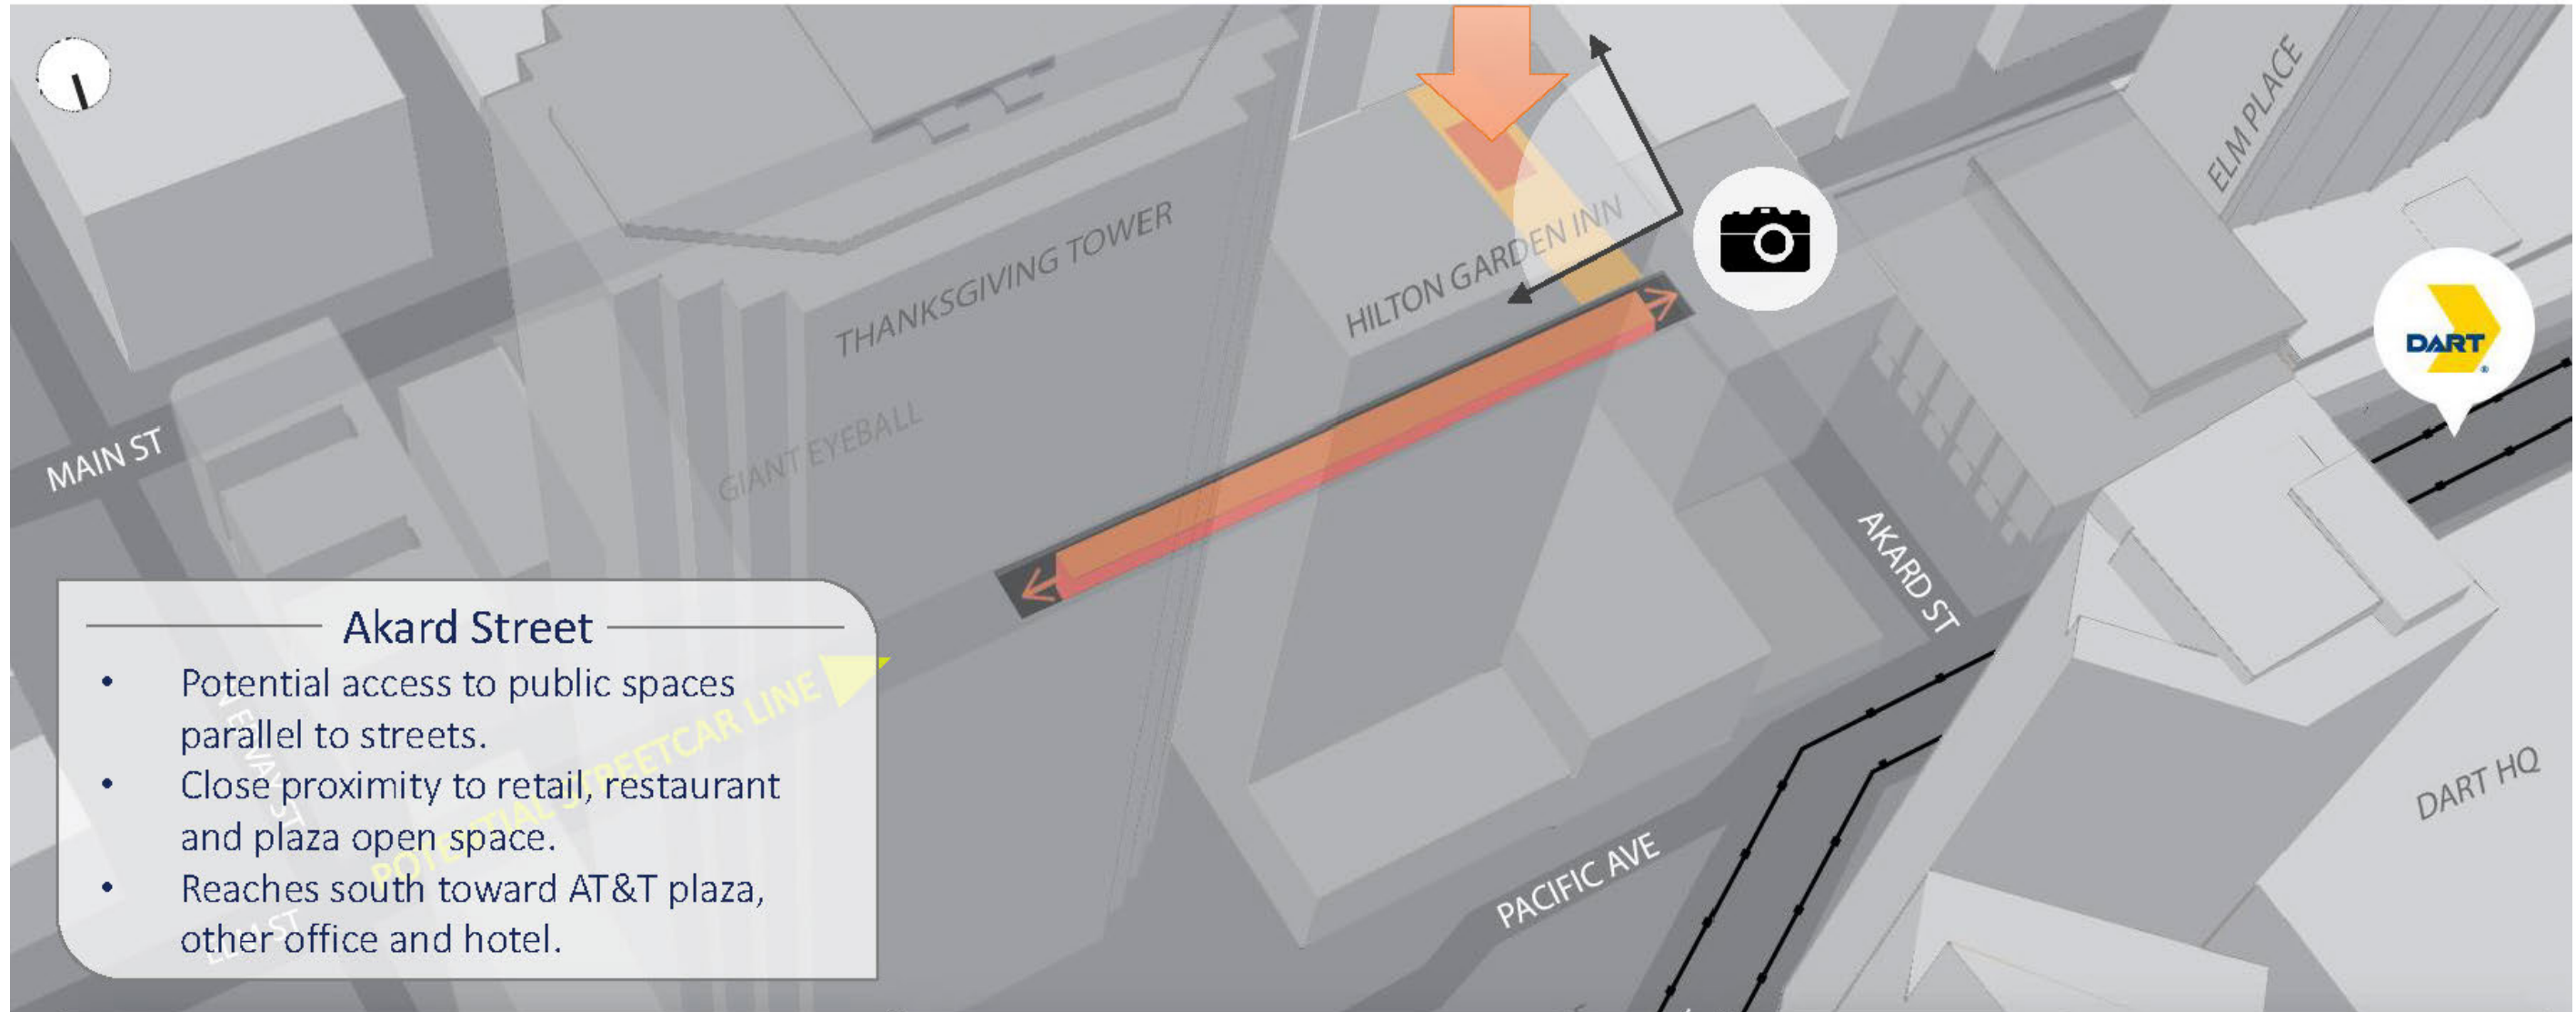 ELM PLACE
THANKSGIVING TOWER
HILTON GARDEN INN
DART
®
GIANT EYEBALL
MAIN ST
AKARD ST
Akard Street
• Potential access to public spaces
parallel to streets.
• Close proximity to retail, restaurant
and plaza open space.
• Reaches south toward AT&T plaza,
other office and hotel.
POTENTIAL STREETCAR LINE
ELM ST
PACIFIC AVE
DART HQ